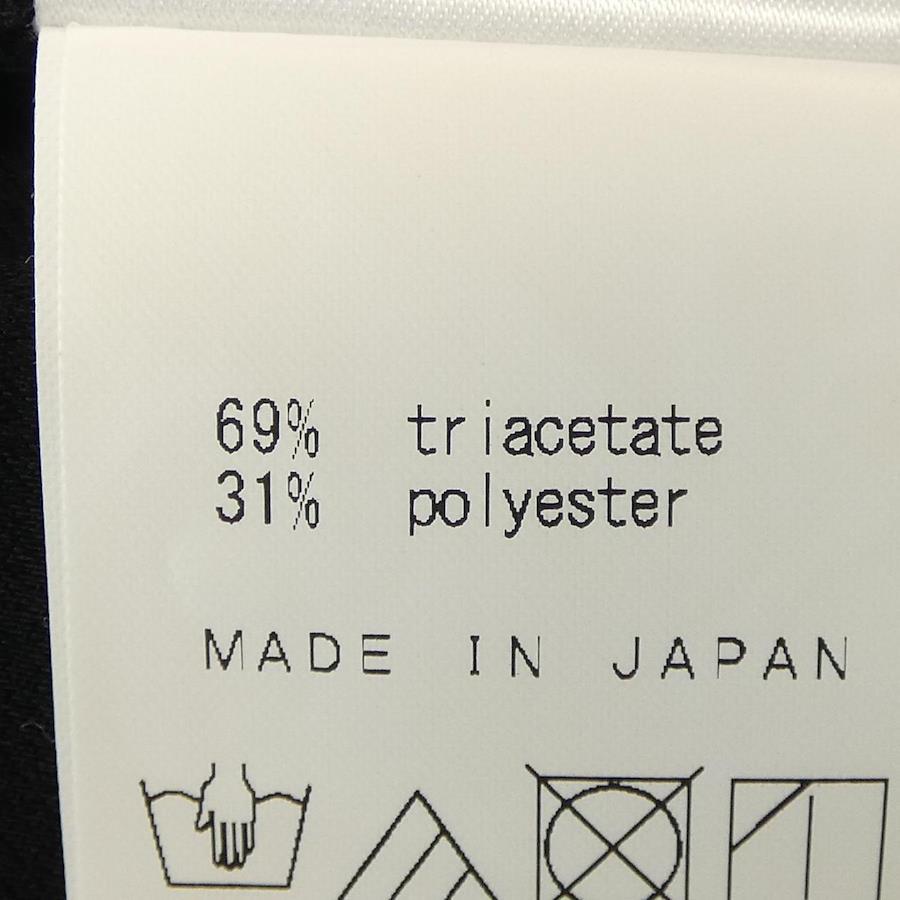 69% triacetate
31% polyester
MADE IN JAPAN